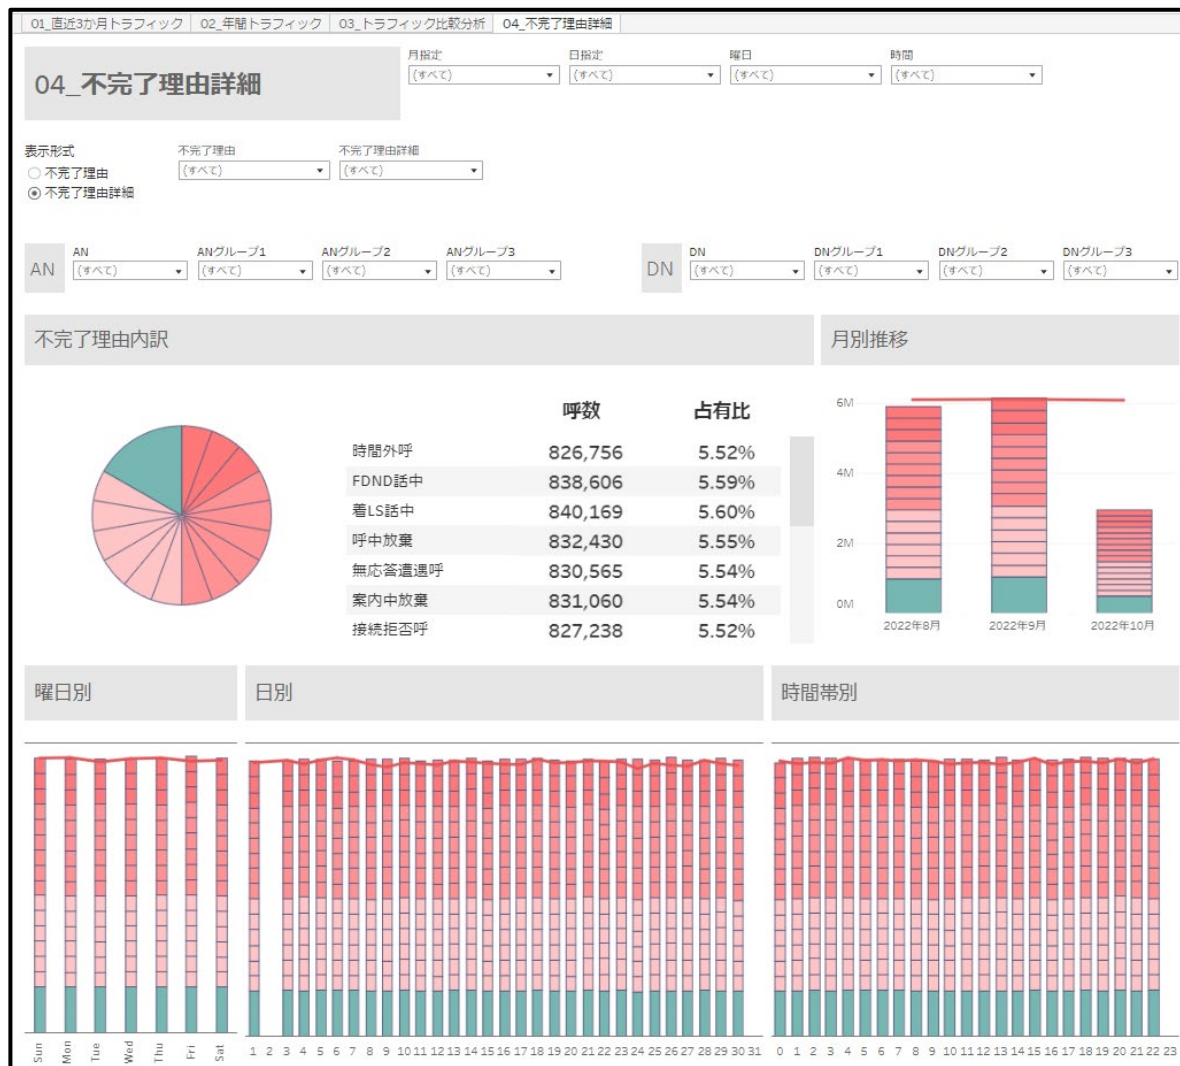 01_直近3か月トラフィック 02_年間トラフィック 03_トラフィック比較分析 04_不完了理由詳細
04_不完了理由詳細
月指定 日指定 曜日 時間
(すべて) (すべて) (すべて) (すべて)
表示形式 不完了理由 不完了理由詳細
不完了理由 (すべて) (すべて)
不完了理由詳細
AN AN ANグループ1 ANグループ2 ANグループ3 DN DN DNグループ1 DNグループ2 DNグループ3
(すべて) (すべて) (すべて) (すべて) (すべて) (すべて) (すべて) (すべて)
不完了理由内訳 月別推移
呼数 占有比
時間外呼 826,756 5.52%
FDND話中 838,606 5.59%
着LS話中 840,169 5.60%
呼中放棄 832,430 5.55%
無応答遭遇呼 830,565 5.54%
案内中放棄 831,060 5.54%
接続拒否呼 827,238 5.52%
6M
4M
2M
0M
2022年8月 2022年9月 2022年10月
曜日別 日別 時間帯別
Sun Mon Tue Wed Thu Fri Sat
1 2 3 4 5 6 7 8 9 10 11 12 13 14 15 16 17 18 19 20 21 22 23 24 25 26 27 28 29 30 31
0 1 2 3 4 5 6 7 8 9 10 11 12 13 14 15 16 17 18 19 20 21 22 23